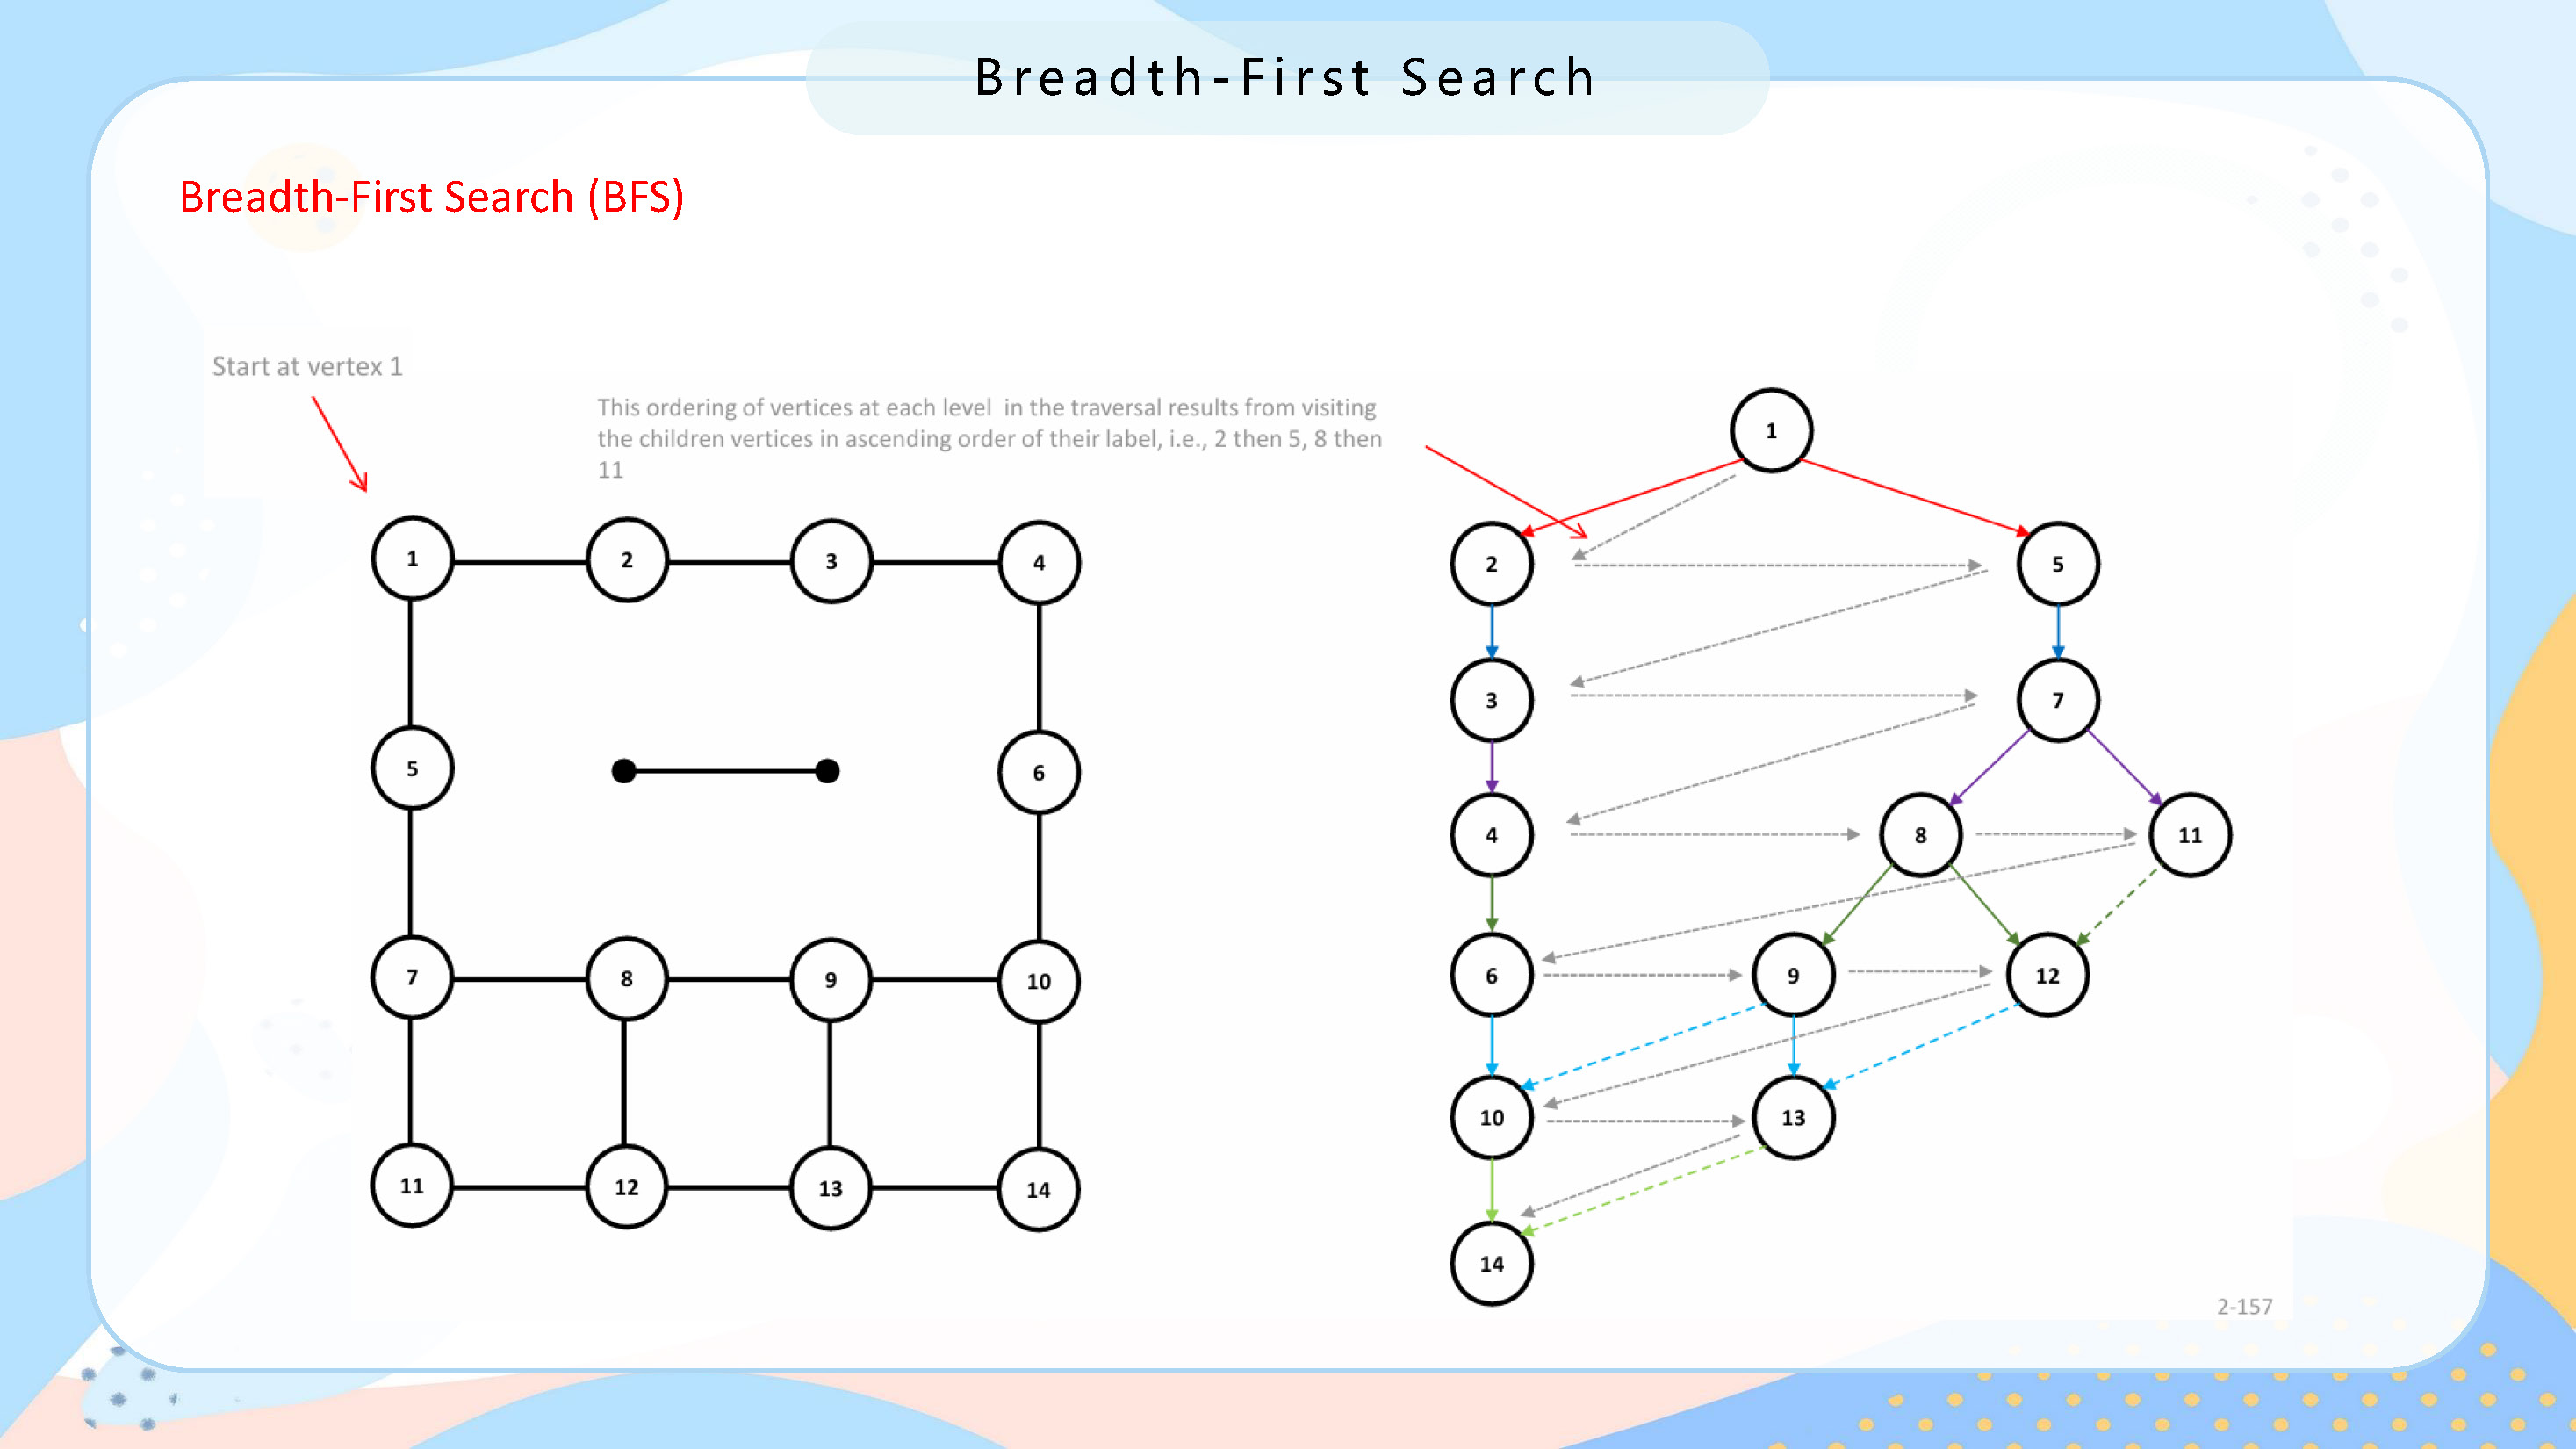 Breadth-First Search
Breadth-First Search (BFS)
Start at vertex 1
This ordering of vertices at each level in the traversal results from visiting
the children vertices in ascending order of their label, i.e., 2 then 5, 8 then
11
1 2 3 4
5 6
7 8 9 10
11 12 13 14
1
2 5
3 7
4 8 11
6 9 12
10 13
14
2-157